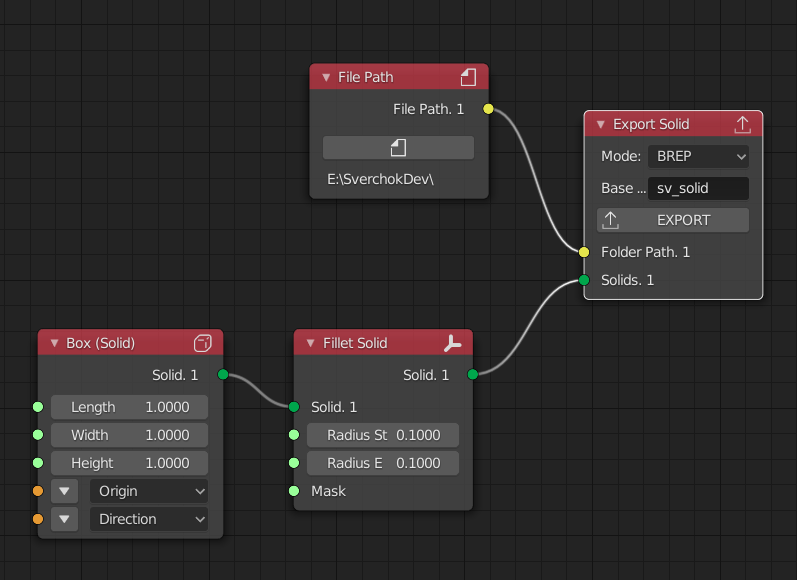 File Path
File Path. 1
E:\SverchokDev\
Export Solid
Mode: BREP
Base ... sv_solid
EXPORT
Folder Path. 1
Solids. 1
Box (Solid)
Solid. 1
Length 1.0000
Width 1.0000
Height 1.0000
Origin
Direction
Fillet Solid
Solid. 1
Solid. 1
Radius St 0.1000
Radius E 0.1000
Mask